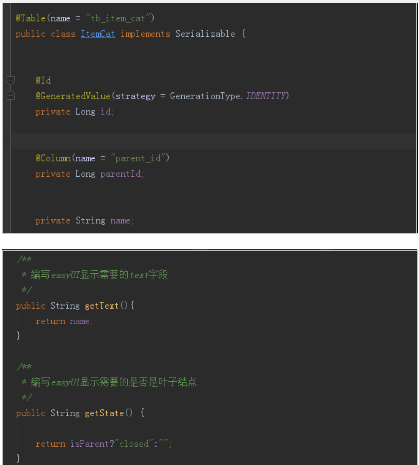 @Table(name = "tb_item_cat")
public class ItemCat implements Serializable {
@Id
@GeneratedValue(strategy = GenerationType.IDENTITY)
private Long id;
@Column(name = "parent_id")
private Long parentId;
private String name;
/**
* 编写easyUI显示需要的text字段
*/
public String getText(){
return name;
}
/**
* 编写easyUI显示需要的是否是叶子结点
*/
public String getState() {
return isParent?"closed":"";
}